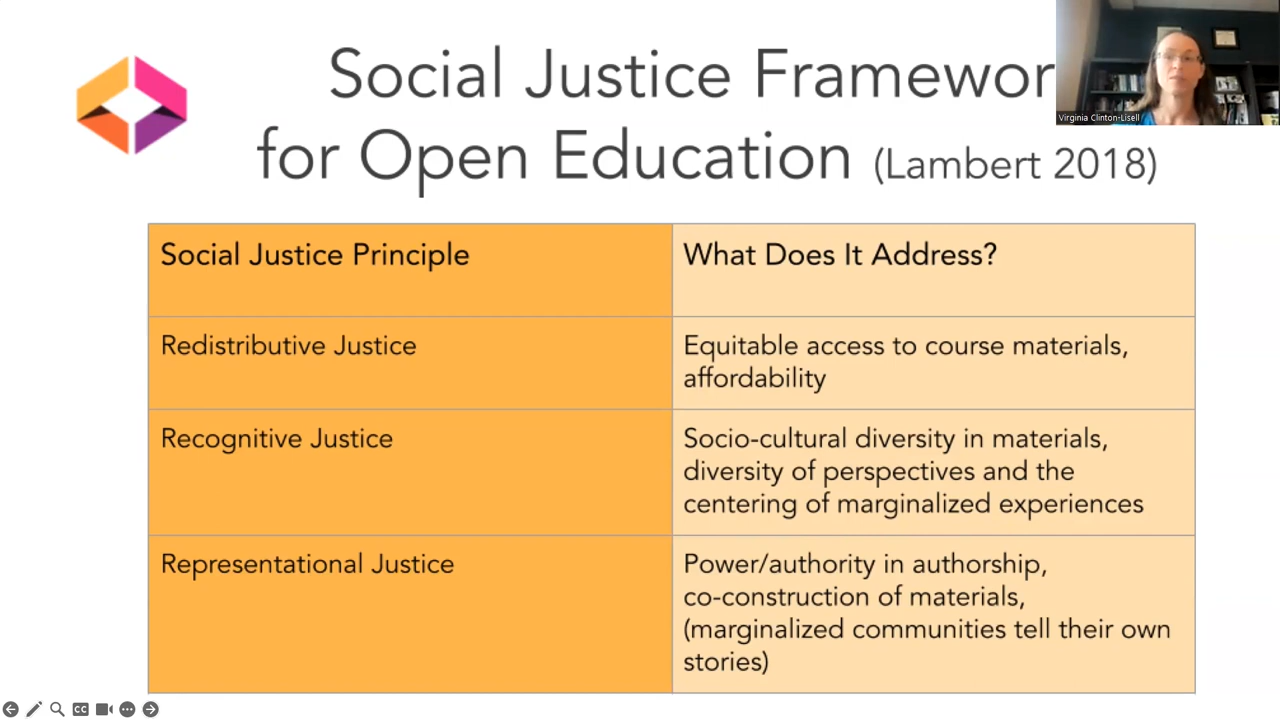 Social Justice Framewor
for Open Education (Lambert 2018)
Virginia Clinton-Lisell
Social Justice Principle
What Does It Address?
Redistributive Justice
Equitable access to course materials,
affordability
Recognitive Justice
Socio-cultural diversity in materials,
diversity of perspectives and the
centering of marginalized experiences
Representational Justice
Power/authority in authorship,
co-construction of materials,
(marginalized communities tell their own
stories)
CC